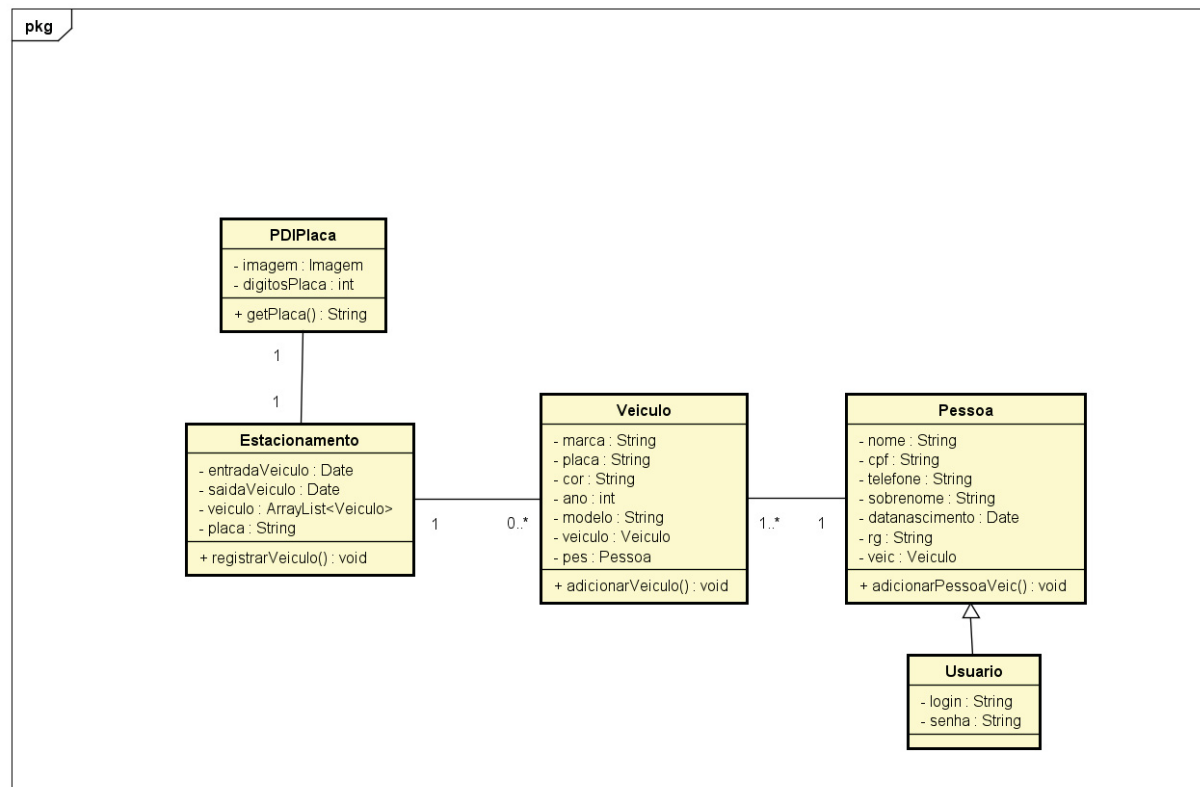 pkg
PDIPlaca
- imagem : Imagem
- digitosPlaca : int
+ getPlaca() : String
1
1
Estacionamento
- entradaVeiculo : Date
- saidaVeiculo : Date
- veiculo : ArrayList<Veiculo>
- placa : String
+ registrarVeiculo() : void
1
0..*
Veiculo
- marca : String
- placa : String
- cor : String
- ano : int
- modelo : String
- veiculo : Veiculo
- pes : Pessoa
+ adicionarVeiculo() : void
1..*
1
Pessoa
- nome : String
- cpf : String
- telefone : String
- sobrenome : String
- datanascimento : Date
- rg : String
- veic : Veiculo
+ adicionarPessoaVeic() : void
Usuario
- login : String
- senha : String